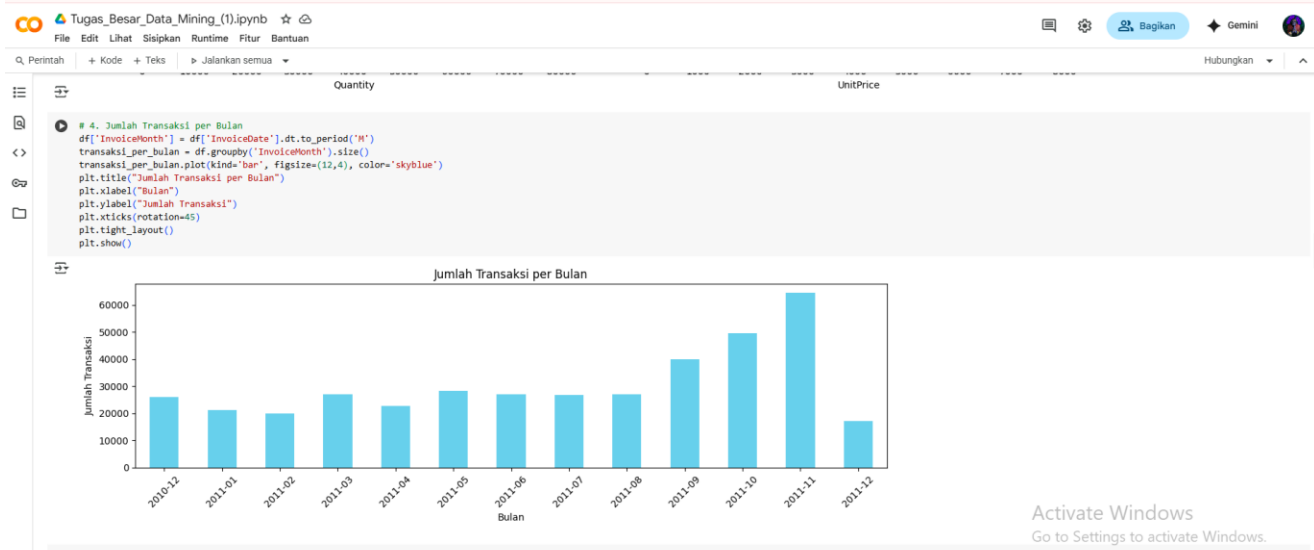 Tugas_Besar_Data_Mining_(1).ipynb
File Edit Lihat Sisipkan Runtime Fitur Bantuan
Bagikan
Gemini
Perintah + Kode + Teks Jalankan semua
Hubungkan
Quantity
UnitPrice
# 4. Jumlah Transaksi per Bulan
df['InvoiceMonth'] = df['InvoiceDate'].dt.to_period('M')
transaksi_per_bulan = df.groupby('InvoiceMonth').size()
transaksi_per_bulan.plot(kind='bar', figsize=(12,4), color='skyblue')
plt.title("Jumlah Transaksi per Bulan")
plt.xlabel("Bulan")
plt.ylabel("Jumlah Transaksi")
plt.xticks(rotation=45)
plt.tight_layout()
plt.show()
Jumlah Transaksi per Bulan
Jumlah Transaksi
60000
50000
40000
30000
20000
10000
0
2010-12 2011-01 2011-02 2011-03 2011-04 2011-05 2011-06 2011-07 2011-08 2011-09 2011-10 2011-11 2011-12
Bulan
Activate Windows
Go to Settings to activate Windows.